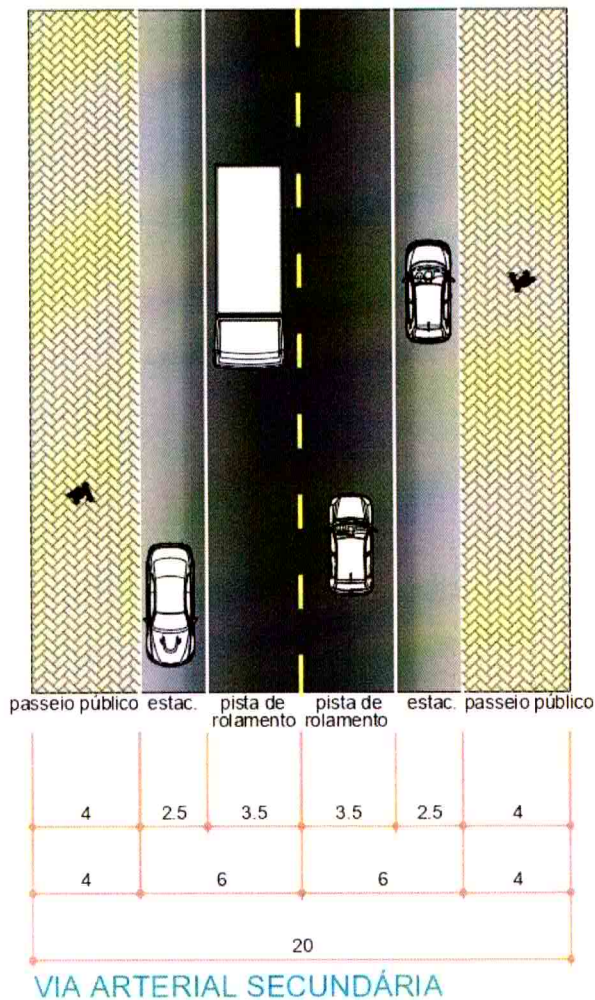 passeio público estac. pista de rolamento pista de rolamento estac. passeio público
4 2.5 3.5 3.5 2.5 4
4 6 6 4
20
VIA ARTERIAL SECUNDÁRIA